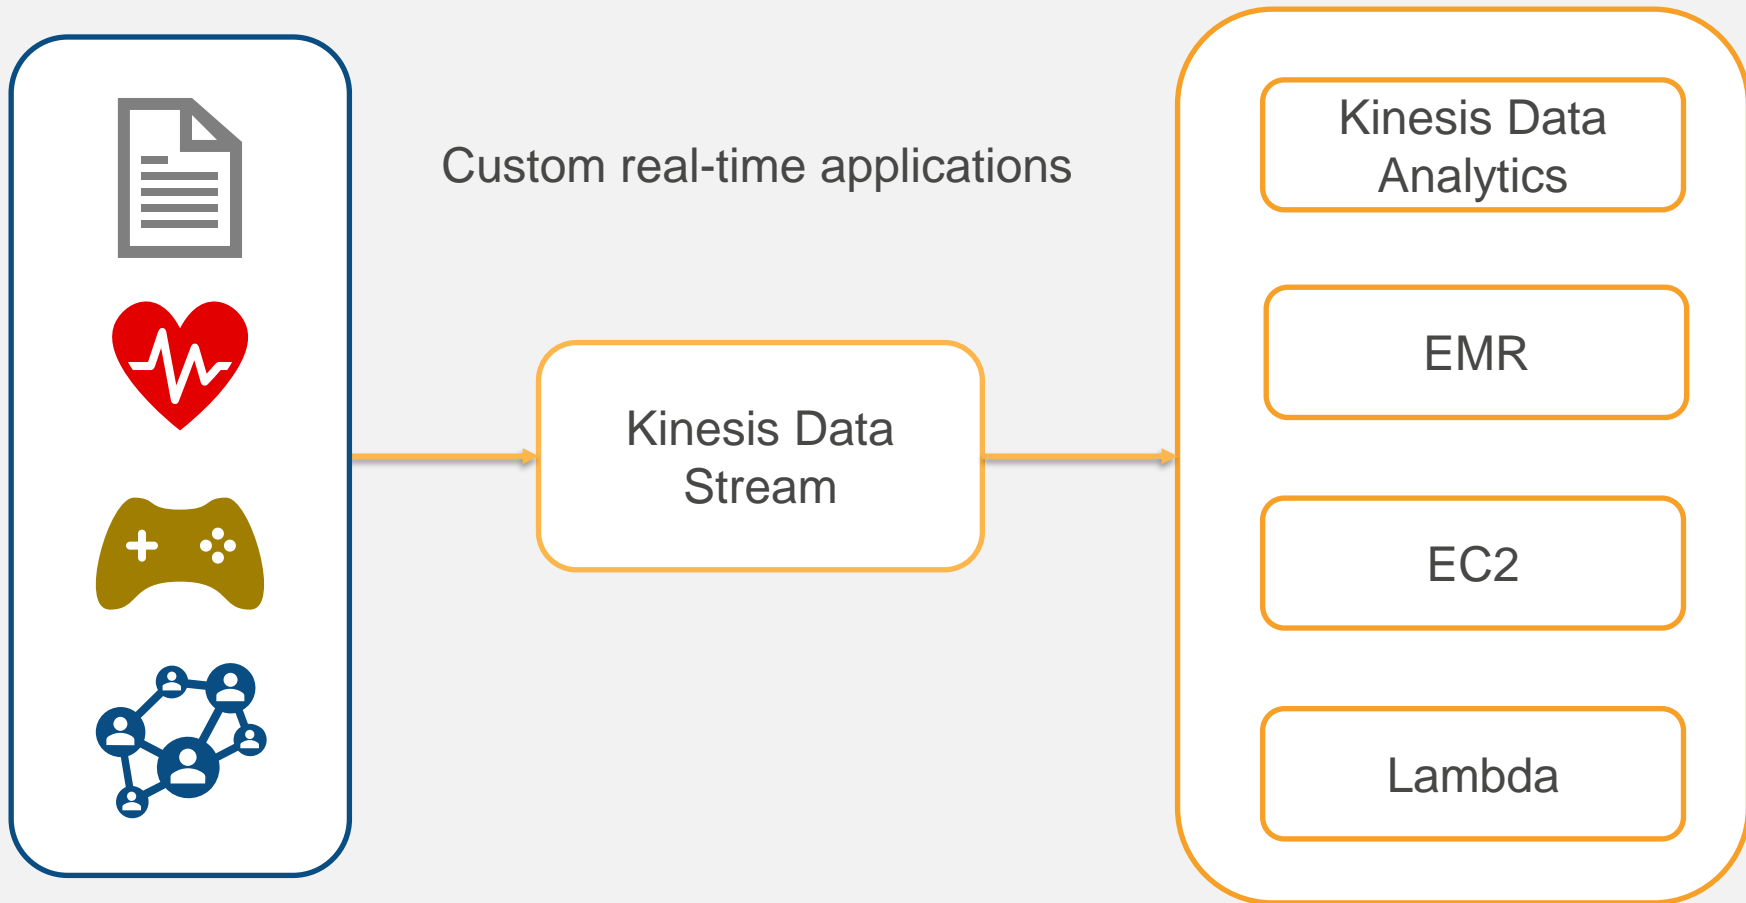 Custom real-time applications
Kinesis Data
Stream
Kinesis Data
Analytics
EMR
EC2
Lambda